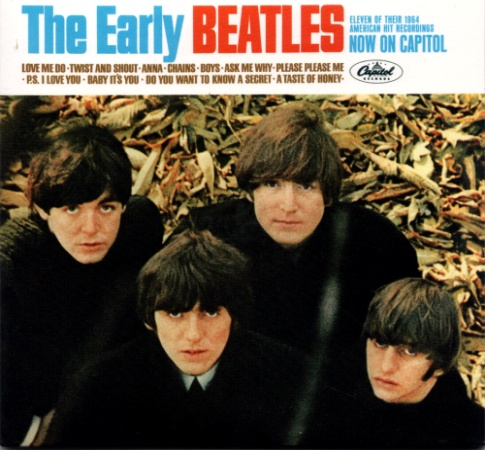 The Early BEATLES
ELEVEN OF THEIR 1964
AMERICAN HIT RECORDINGS
NOW ON CAPITOL
LOVE ME DO · TWIST AND SHOUT · ANNA · CHAINS · BOYS · ASK ME WHY · PLEASE PLEASE ME
· P.S. I LOVE YOU · BABY IT'S YOU · DO YOU WANT TO KNOW A SECRET · A TASTE OF HONEY ·
Capitol
RECORDS